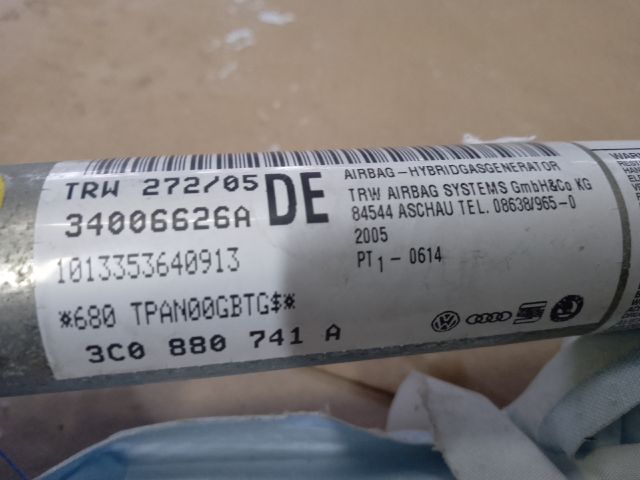 TRW 272/05
34006626A
DE
1013353640913
*680 TPAN00GBTG$*
3C0 880 741 A
AIRBAG-HYBRIDGASGENERATOR
TRW AIRBAG SYSTEMS GmbH&Co KG
84544 ASCHAU TEL. 08638/965-0
2005
PT1 - 0614